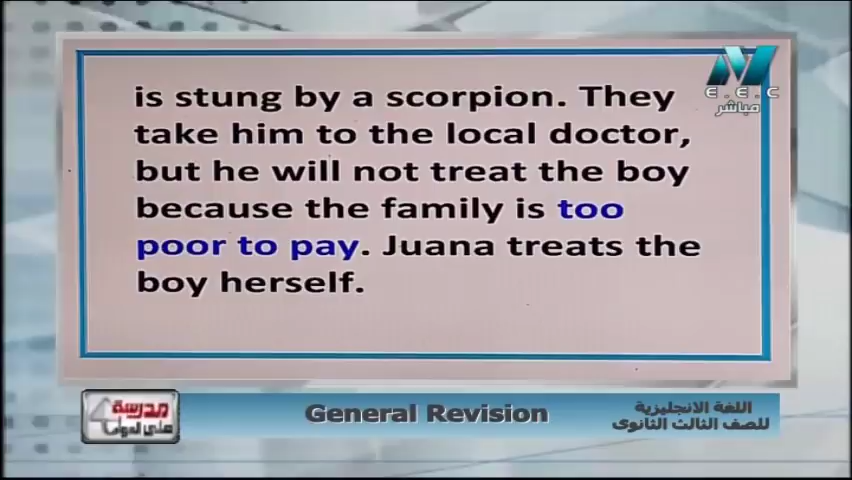 is stung by a scorpion. They
take him to the local doctor,
but he will not treat the boy
because the family is too
poor to pay. Juana treats the
boy herself.
E.E.C
مباشر
General Revision
اللغة الانجليزية
للصف الثالث الثانوى
مدرسة
على الهواء